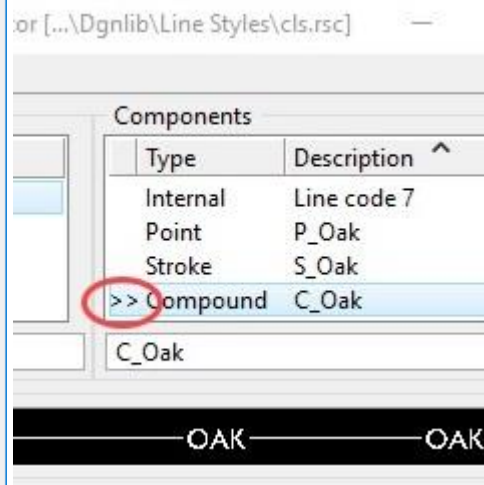 or [...\Dgnlib\Line Styles\cls.rsc]
Components
Type Description
Internal Line code 7
Point P_Oak
Stroke S_Oak
>> Compound C_Oak
C_Oak
OAK OAK